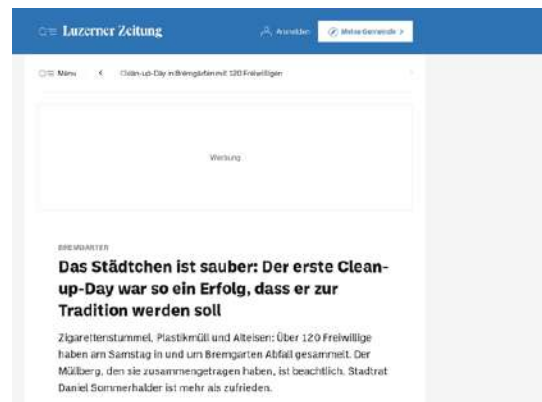 Luzerner Zeitung
Anmelden
Meine Gemeinde >
Menu
Clean-up-Day in Bremgarten mit 120 Freiwilligen
Werbung
BREMGARTEN
Das Städtchen ist sauber: Der erste Clean-
up-Day war so ein Erfolg, dass er zur
Tradition werden soll
Zigarettenstummel, Plastikmüll und Alteisen: Über 120 Freiwillige
haben am Samstag in und um Bremgarten Abfall gesammelt. Der
Müllberg, den sie zusammengetragen haben, ist beachtlich. Stadtrat
Daniel Sommerhalder ist mehr als zufrieden.